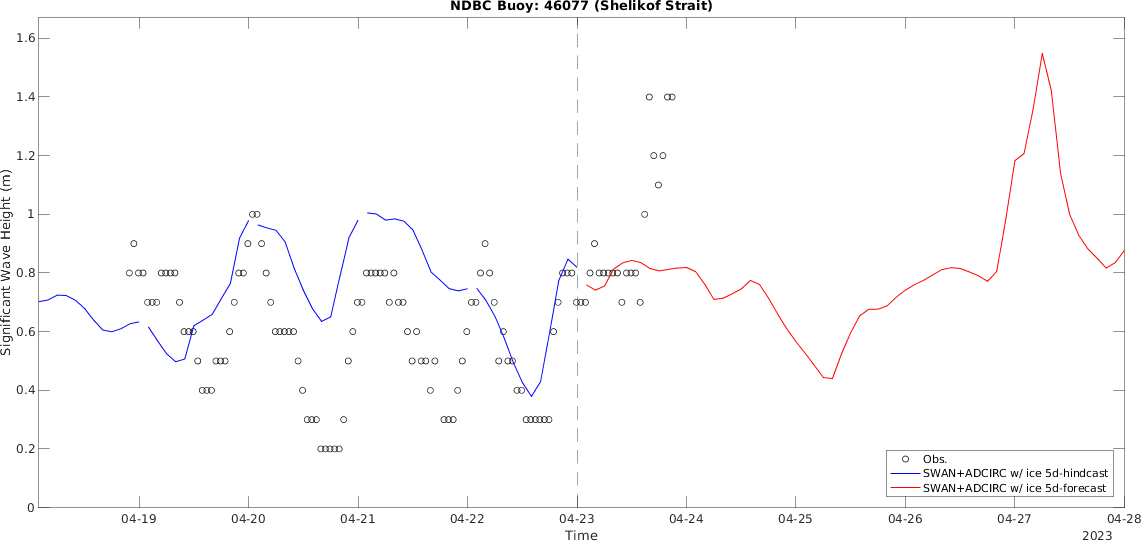 NDBC Buoy: 46077 (Shelikof Strait)
Significant Wave Height (m)
1.6
1.4
1.2
1
0.8
0.6
0.4
0.2
0
Obs.
SWAN+ADCIRC w/ ice 5d-hindcast
SWAN+ADCIRC w/ ice 5d-forecast
04-19 04-20 04-21 04-22 04-23 04-24 04-25 04-26 04-27 04-28
Time
2023